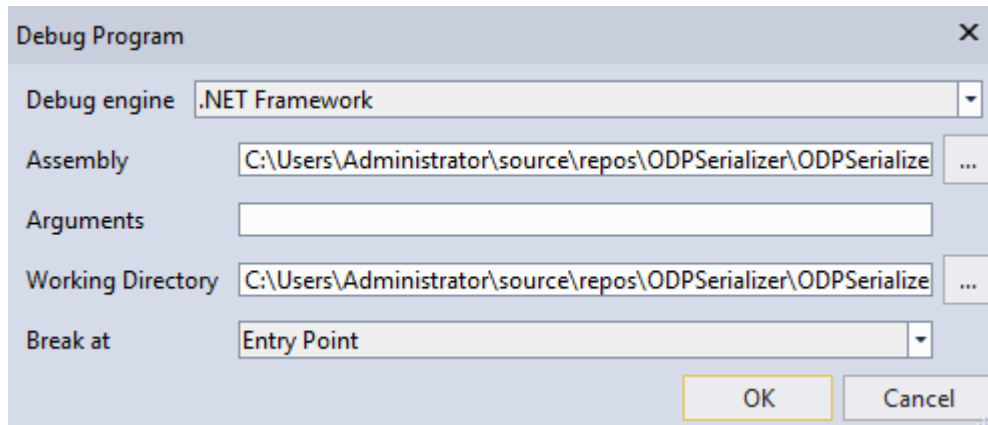 Debug Program
Debug engine .NET Framework
Assembly C:\Users\Administrator\source\repos\ODPSerializer\ODPSerialize ...
Arguments
Working Directory C:\Users\Administrator\source\repos\ODPSerializer\ODPSerialize ...
Break at Entry Point
OK Cancel